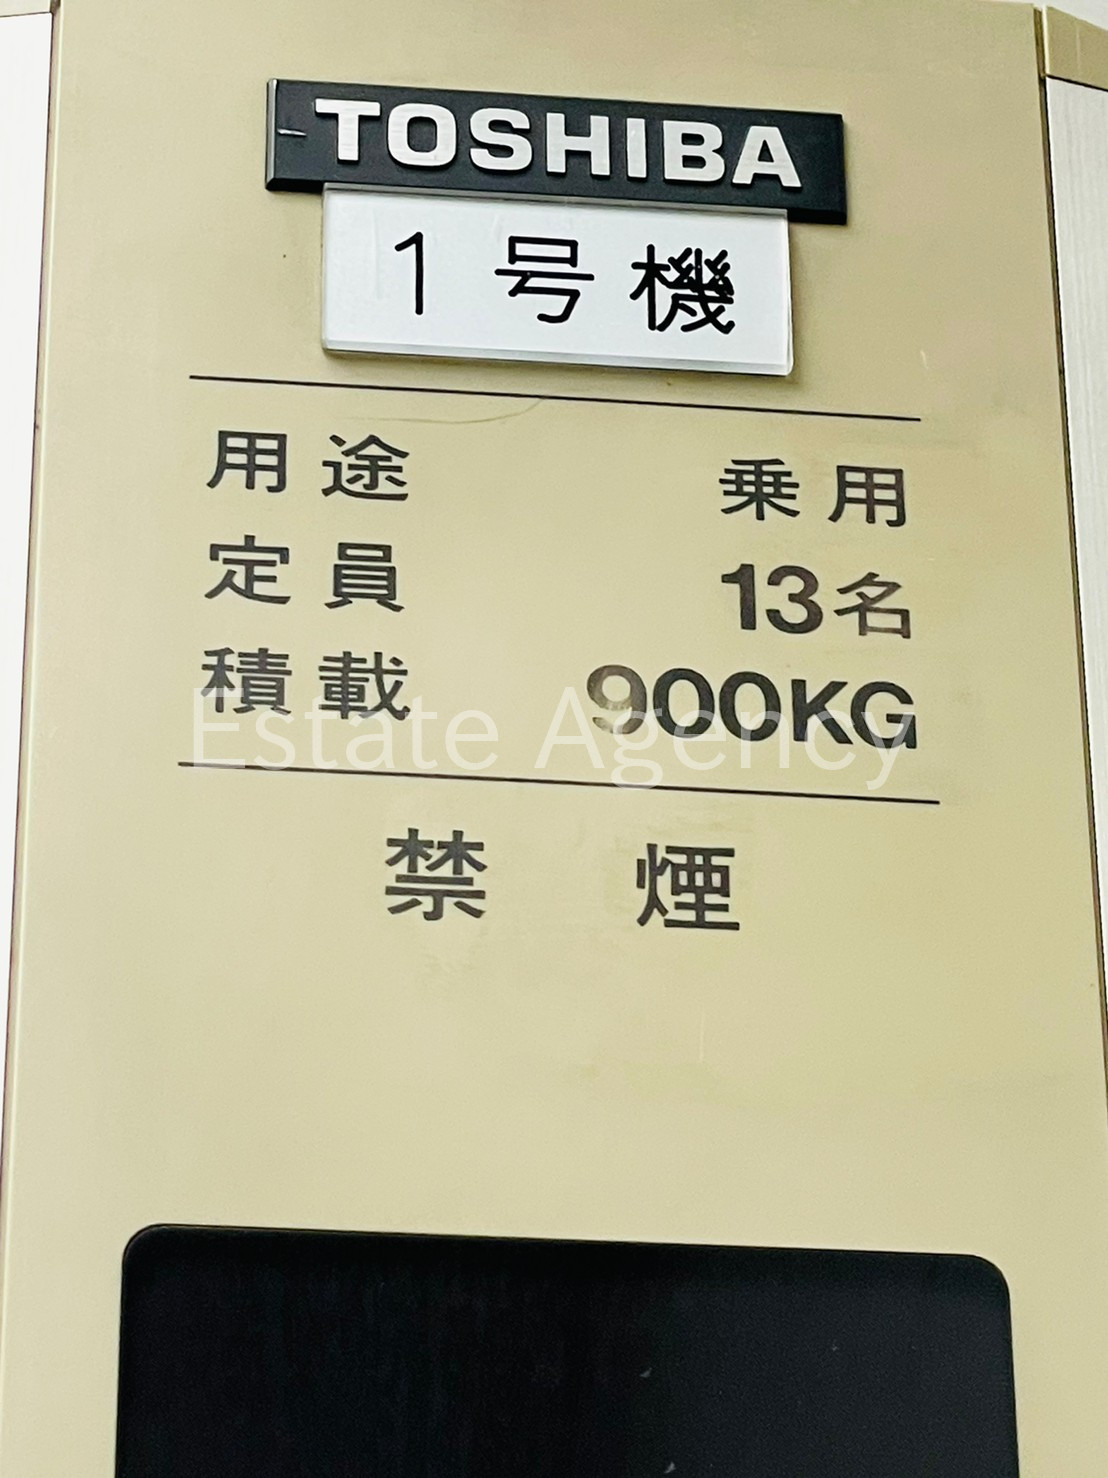 TOSHIBA
1号機
用途 乗用
定員 13名
積載 900KG
Estate Agency
禁煙